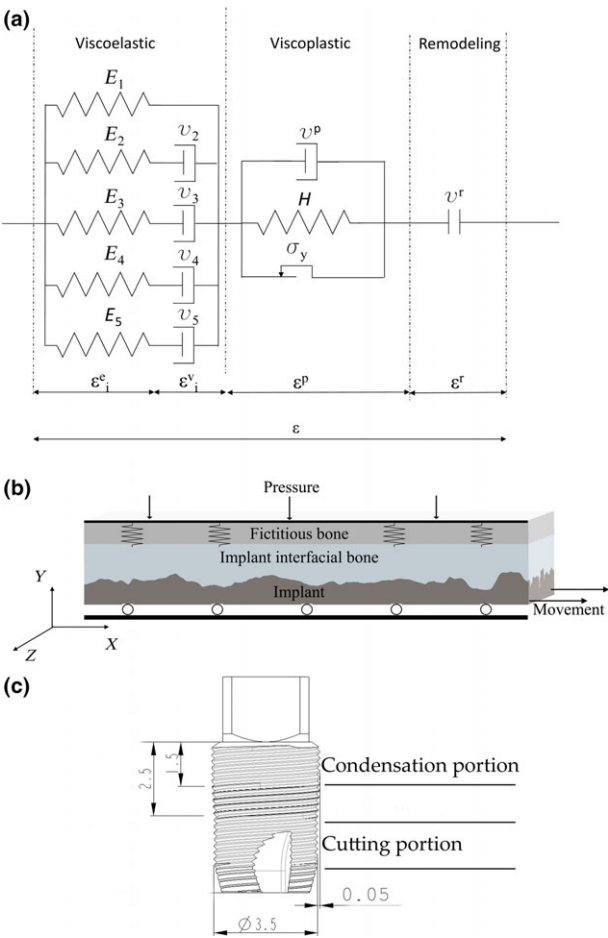 (a)
Viscoelastic Viscoplastic Remodeling
E₁
E₂ υ₂
E₃ υ₃
E₄ υ₄
E₅ υ₅
υᵖ
H
σ_y
υʳ
εᵉᵢ εᵛᵢ εᵖ εʳ
ε
(b)
Pressure
Fictitious bone
Implant interfacial bone
Implant
Movement
Y
X
Z
(c)
2.5
1.5
Condensation portion
Cutting portion
0.05
Ø3.5